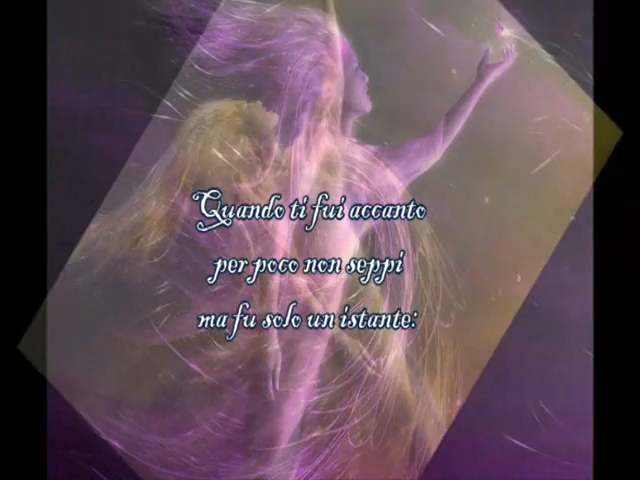 Quando ti fui accanto
per poco non seppi
ma fu solo un istante: